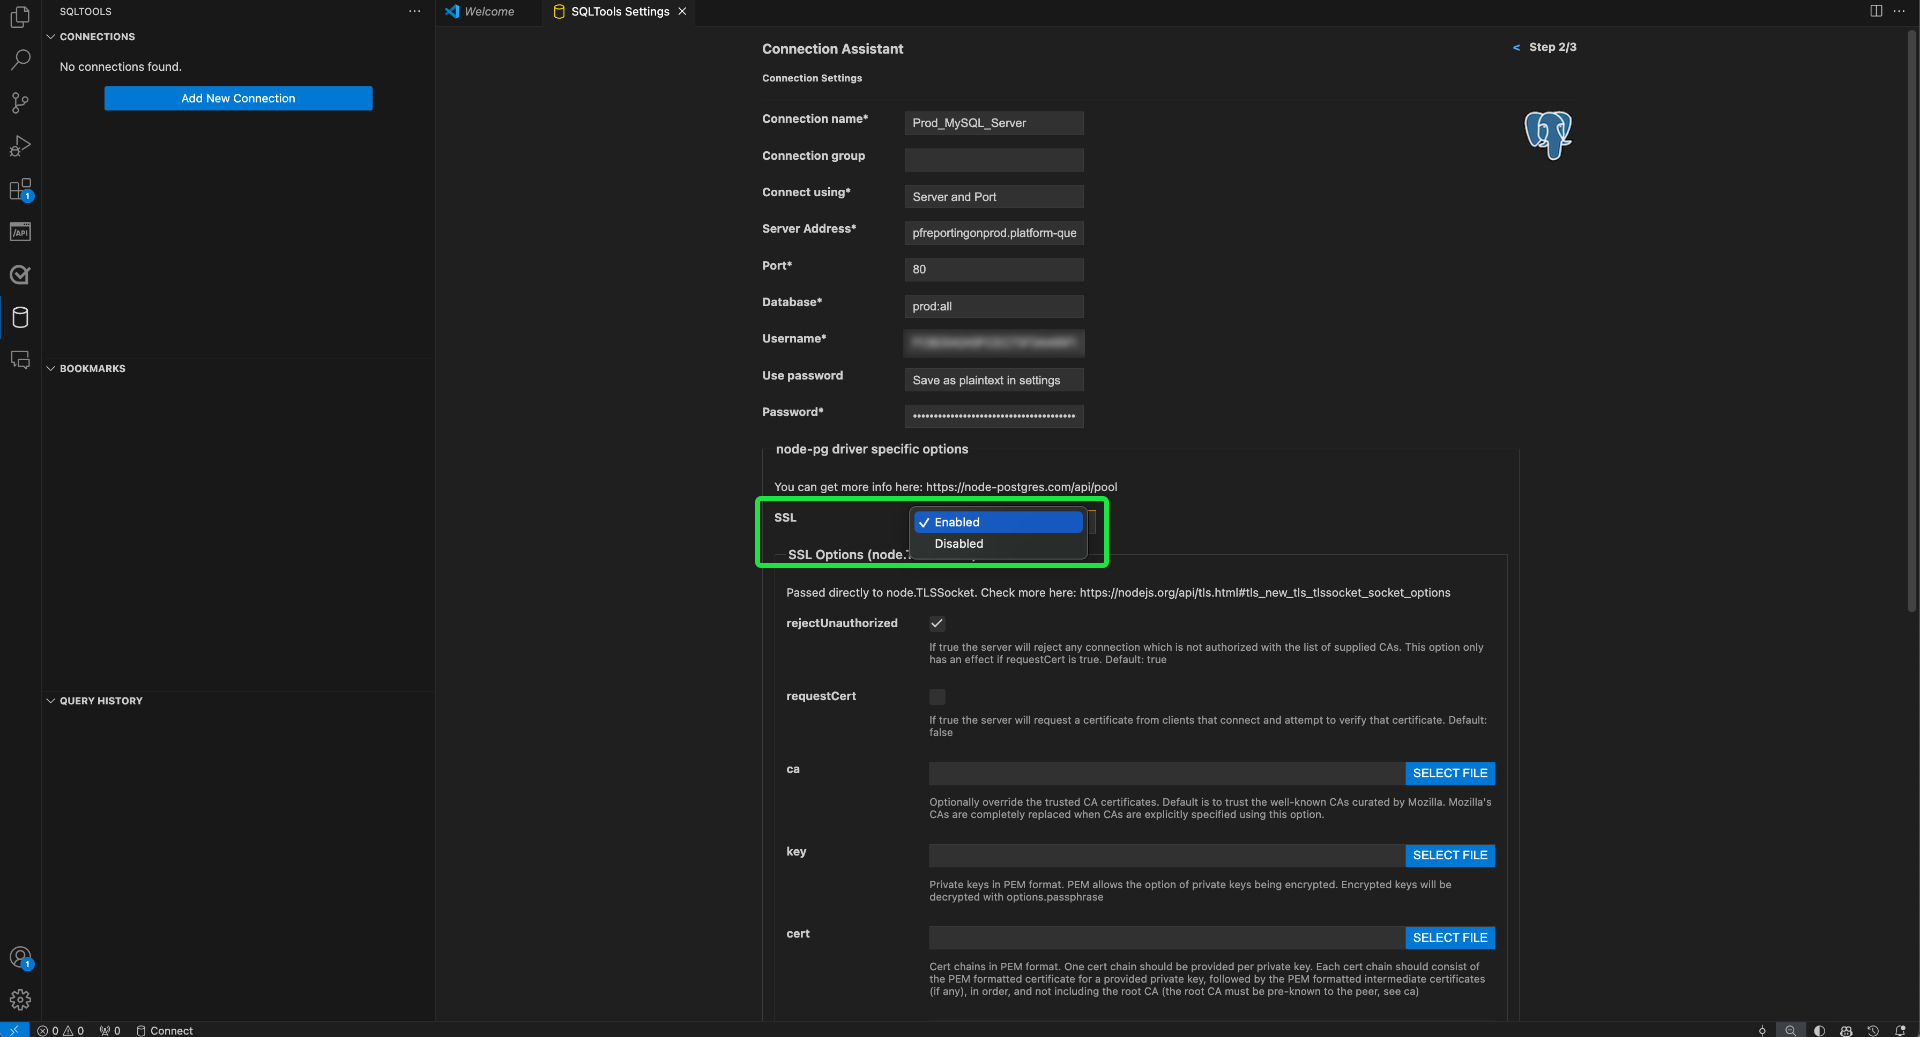 SQLTOOLS
Welcome
SQLTools Settings
CONNECTIONS
No connections found.
Add New Connection
1
/API
BOOKMARKS
QUERY HISTORY
1
Connection Assistant
< Step 2/3
Connection Settings
Connection name* Prod_MySQL_Server
Connection group
Connect using* Server and Port
Server Address* pfreportingonprod.platform-que
Port* 80
Database* prod:all
Username*
Use password Save as plaintext in settings
Password*
node-pg driver specific options
You can get more info here: https://node-postgres.com/api/pool
SSL
Enabled
Disabled
SSL Options (node.T
Passed directly to node.TLSSocket. Check more here: https://nodejs.org/api/tls.html#tls_new_tls_tlssocket_socket_options
rejectUnauthorized
If true the server will reject any connection which is not authorized with the list of supplied CAs. This option only
has an effect if requestCert is true. Default: true
requestCert
If true the server will request a certificate from clients that connect and attempt to verify that certificate. Default:
false
ca
SELECT FILE
Optionally override the trusted CA certificates. Default is to trust the well-known CAs curated by Mozilla. Mozilla's
CAs are completely replaced when CAs are explicitly specified using this option.
key
SELECT FILE
Private keys in PEM format. PEM allows the option of private keys being encrypted. Encrypted keys will be
decrypted with options.passphrase
cert
SELECT FILE
Cert chains in PEM format. One cert chain should be provided per private key. Each cert chain should consist of
the PEM formatted certificate for a provided private key, followed by the PEM formatted intermediate certificates
(if any), in order, and not including the root CA (the root CA must be pre-known to the peer, see ca)
0 0 0 Connect